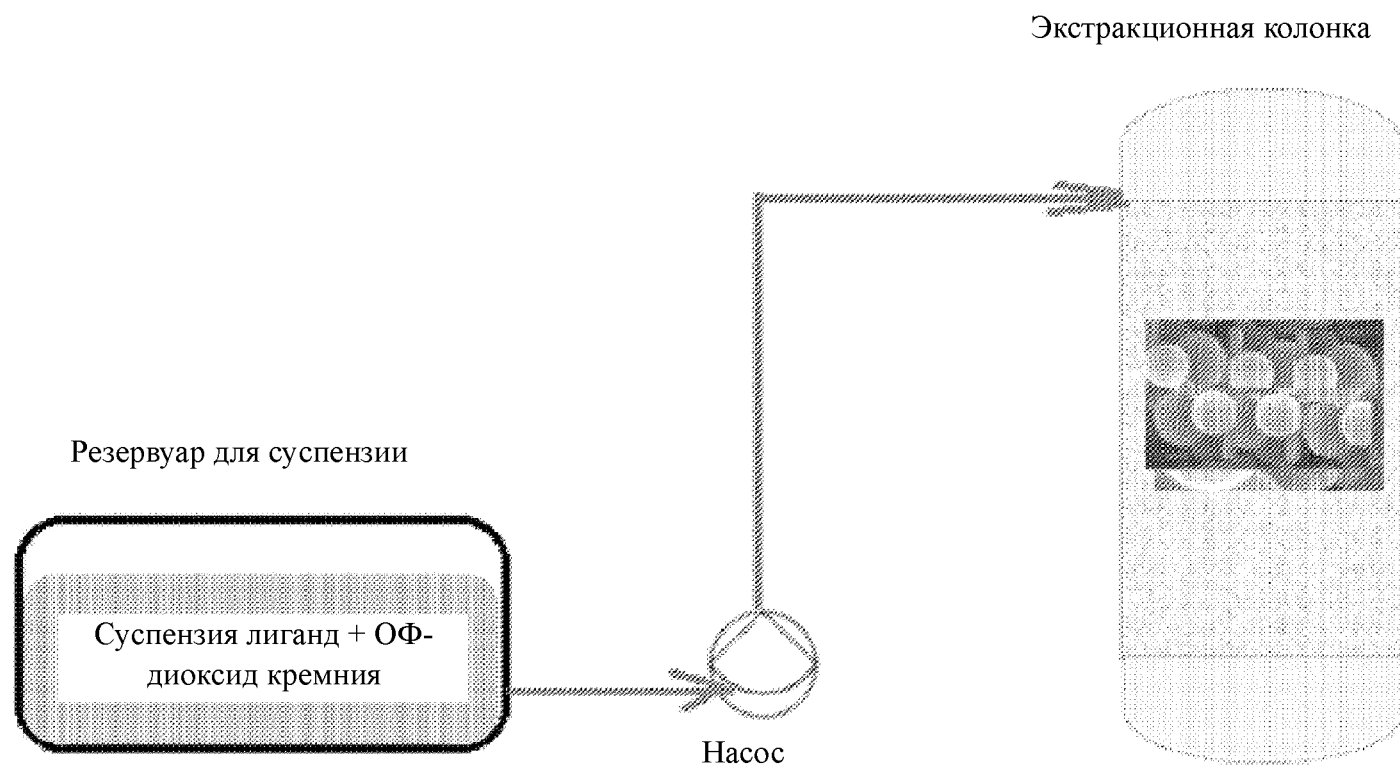 Экстракционная колонка
Резервуар для суспензии
Суспензия лиганд + ОФ-
диоксид кремния
Насос